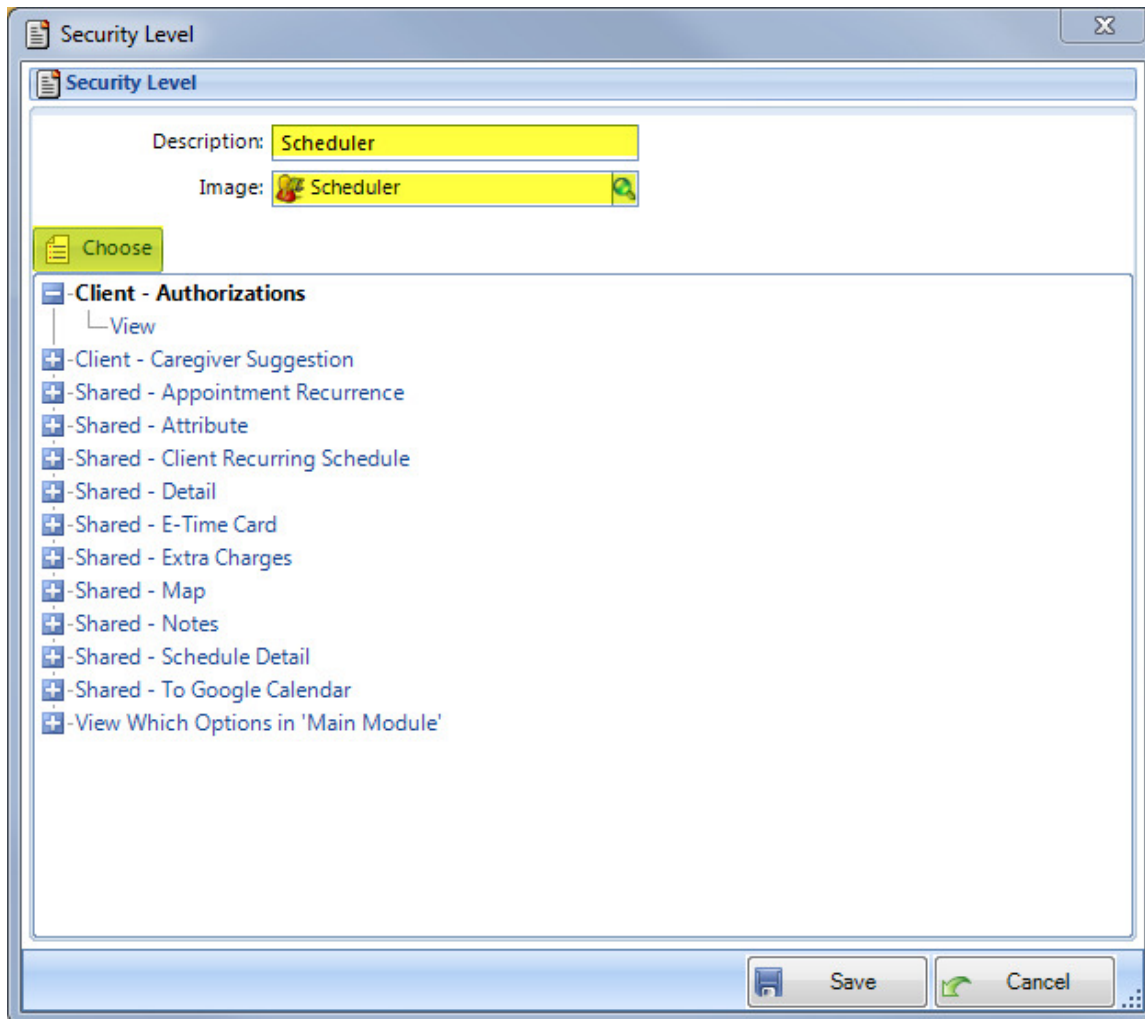 Security Level
Security Level
Description: Scheduler
Image: Scheduler
Choose
Client - Authorizations
View
Client - Caregiver Suggestion
Shared - Appointment Recurrence
Shared - Attribute
Shared - Client Recurring Schedule
Shared - Detail
Shared - E-Time Card
Shared - Extra Charges
Shared - Map
Shared - Notes
Shared - Schedule Detail
Shared - To Google Calendar
View Which Options in 'Main Module'
Save Cancel